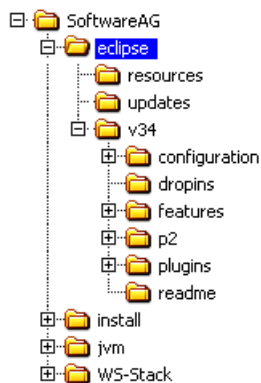 SoftwareAG
eclipse
resources
updates
v34
configuration
dropins
features
p2
plugins
readme
install
jvm
WS-Stack